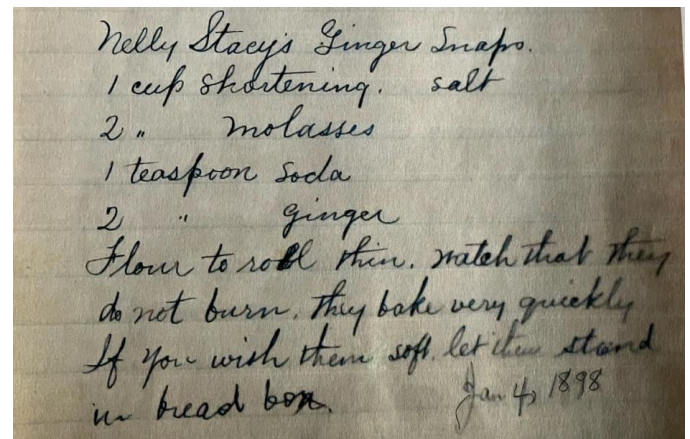 Nelly Stacy's Ginger Snaps.
1 cup shortening. salt
2 " molasses
1 teaspoon soda
2 " ginger
Flour to roll thin. Watch that they
do not burn. They bake very quickly
If you wish them soft, let them stand
in bread box.
Jan 4, 1898